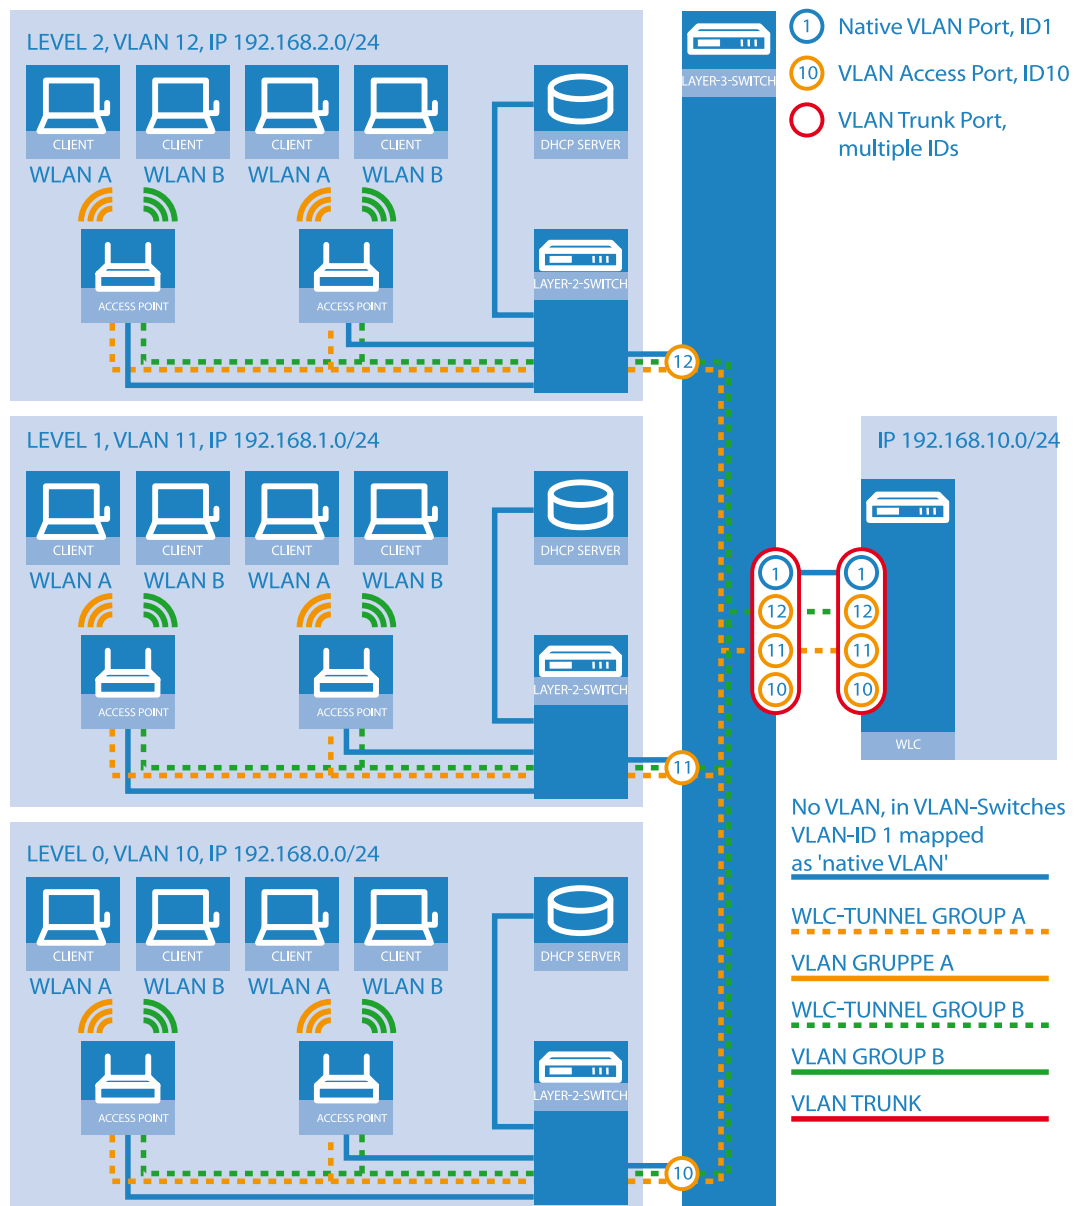 LEVEL 2, VLAN 12, IP 192.168.2.0/24
CLIENT
CLIENT
CLIENT
CLIENT
DHCP SERVER
WLAN A
WLAN B
WLAN A
WLAN B
ACCESS POINT
ACCESS POINT
LAYER-2-SWITCH
12
LAYER-3-SWITCH
1
Native VLAN Port, ID1
10
VLAN Access Port, ID10
VLAN Trunk Port,
multiple IDs
LEVEL 1, VLAN 11, IP 192.168.1.0/24
CLIENT
CLIENT
CLIENT
CLIENT
DHCP SERVER
WLAN A
WLAN B
WLAN A
WLAN B
ACCESS POINT
ACCESS POINT
LAYER-2-SWITCH
11
IP 192.168.10.0/24
1
1
12
12
11
11
10
10
WLC
LEVEL 0, VLAN 10, IP 192.168.0.0/24
CLIENT
CLIENT
CLIENT
CLIENT
DHCP SERVER
WLAN A
WLAN B
WLAN A
WLAN B
ACCESS POINT
ACCESS POINT
LAYER-2-SWITCH
10
No VLAN, in VLAN-Switches
VLAN-ID 1 mapped
as 'native VLAN'
WLC-TUNNEL GROUP A
VLAN GRUPPE A
WLC-TUNNEL GROUP B
VLAN GROUP B
VLAN TRUNK